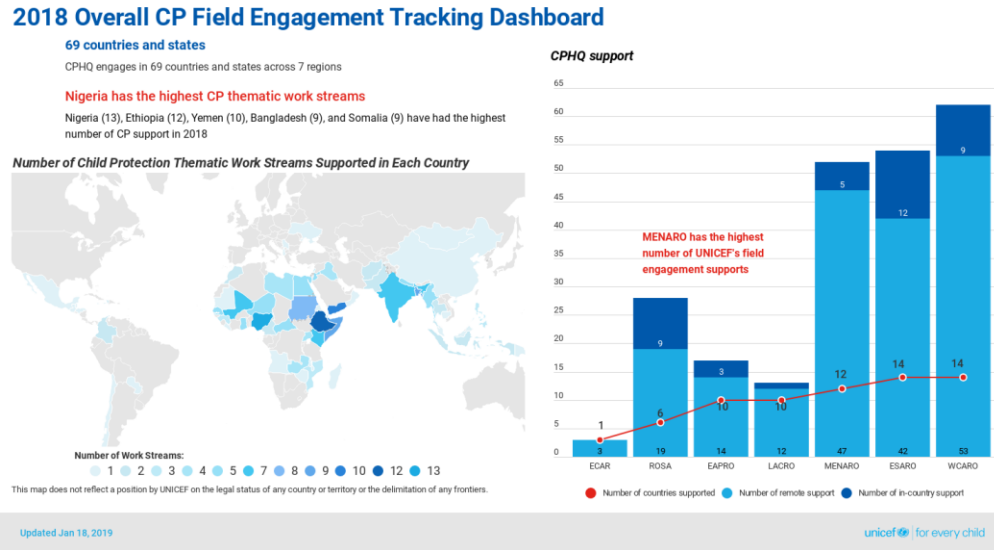 2018 Overall CP Field Engagement Tracking Dashboard
69 countries and states
CPHQ engages in 69 countries and states across 7 regions
Nigeria has the highest CP thematic work streams
Nigeria (13), Ethiopia (12), Yemen (10), Bangladesh (9), and Somalia (9) have had the highest
number of CP support in 2018
Number of Child Protection Thematic Work Streams Supported in Each Country
Number of Work Streams:
1 2 3 4 5 7 8 9 10 12 13
This map does not reflect a position by UNICEF on the legal status of any country or territory or the delimitation of any frontiers.
CPHQ support
65
60
55
50
45
40
35
30
25
20
15
10
5
0
MENARO has the highest
number of UNICEF's field
engagement supports
9 3 5 12 9
1 6 10 10 12 14 14
3 19 14 12 47 42 53
ECAR ROSA EAPRO LACRO MENARO ESARO WCARO
Number of countries supported Number of remote support Number of in-country support
Updated Jan 18, 2019
unicef for every child